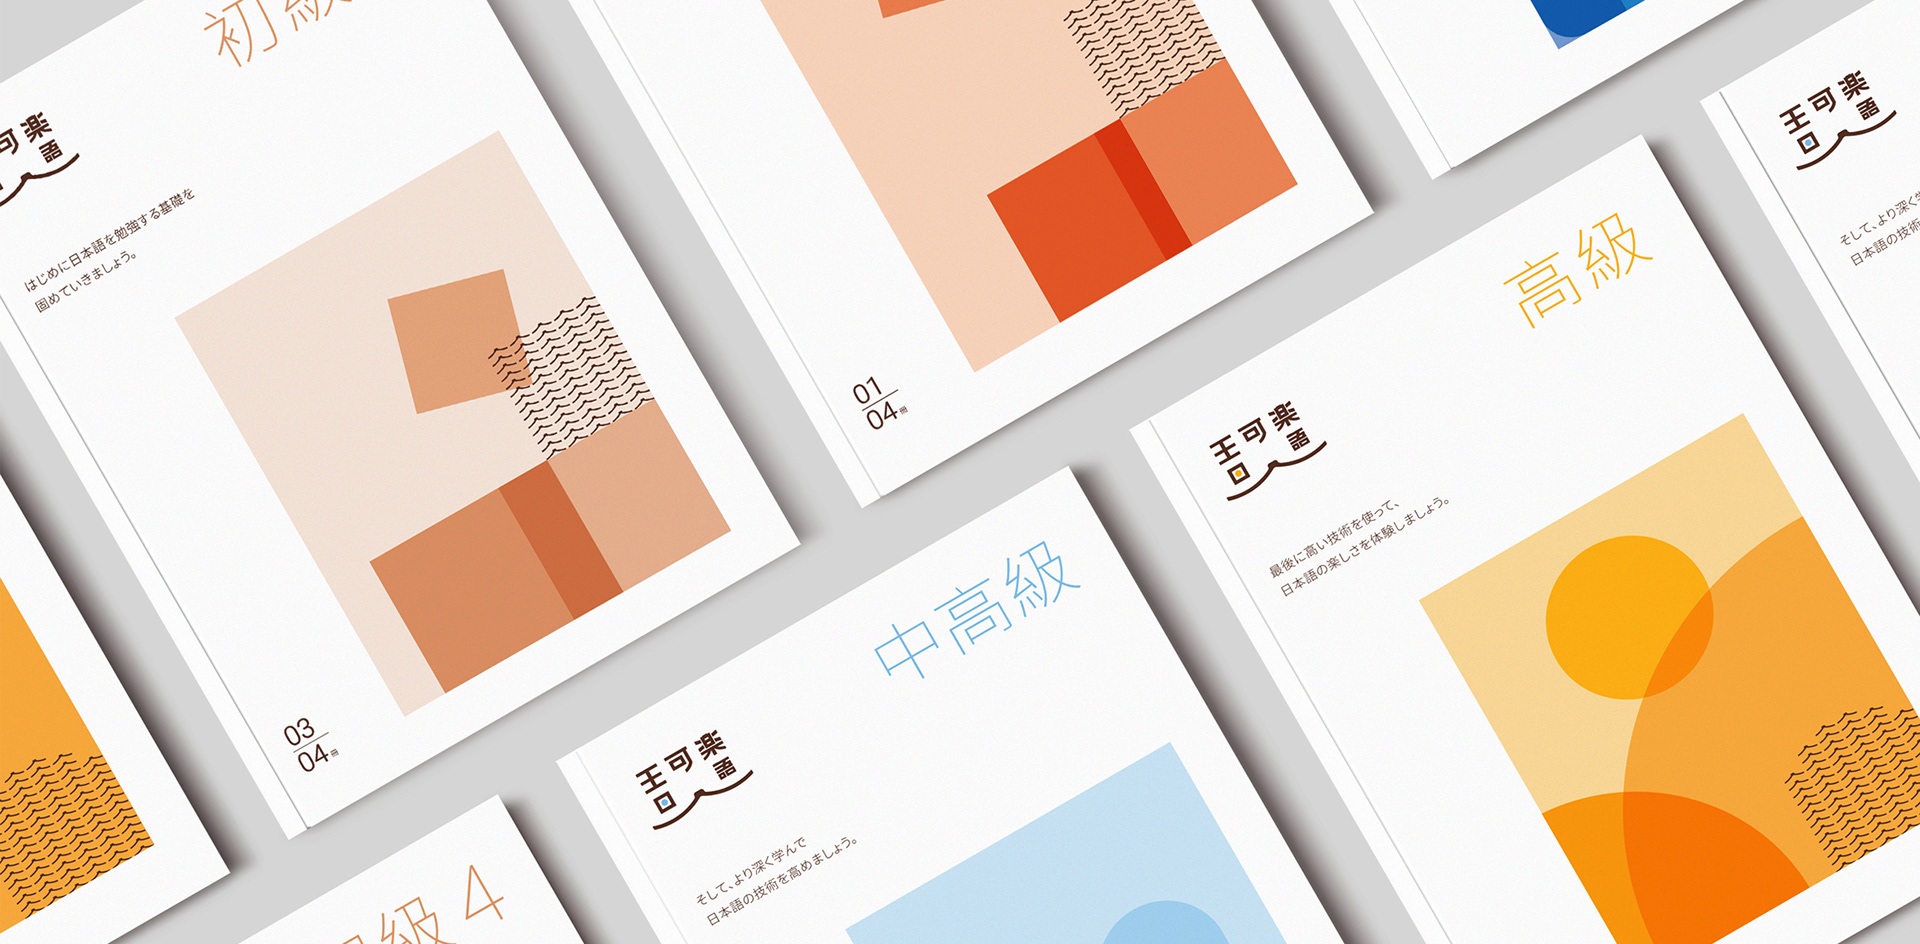 初級
可楽
語
はじめに日本語を勉強する基礎を
固めていきましょう。
03
04冊
01
04冊
高級
王可楽
日語
最後に高い技術を使って、
日本語の楽しさを体験しましょう。
王可楽
日語
そして、より深く学
日本語の技術
中高級
王可楽
日語
そして、より深く学んで
日本語の技術を高めましょう。
級 4